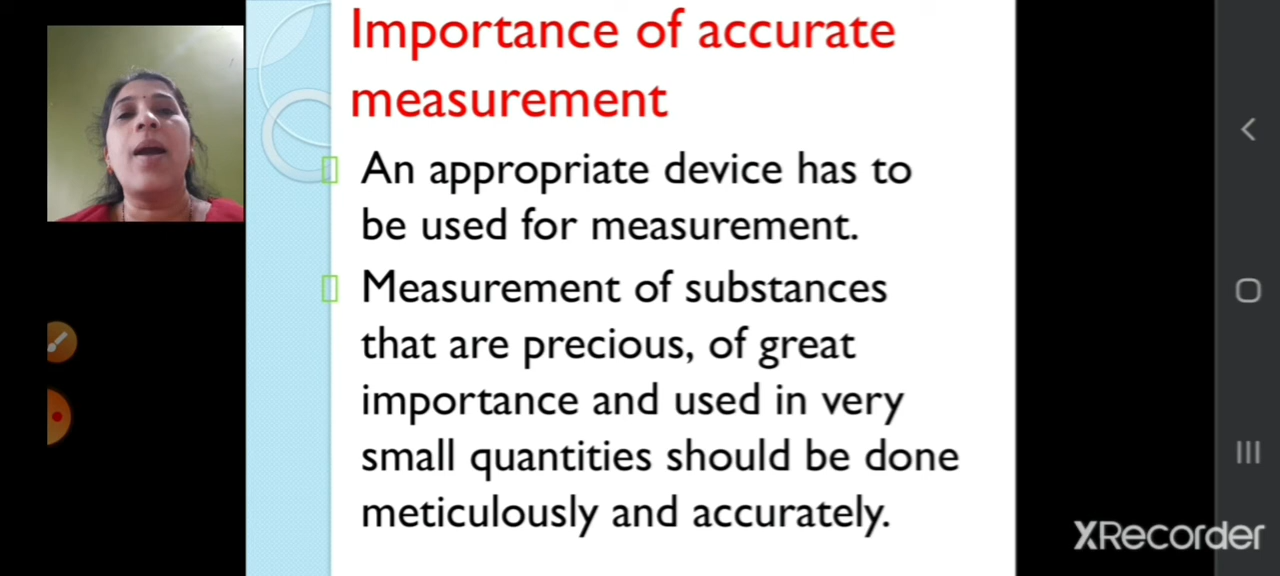 Importance of accurate
measurement
An appropriate device has to
be used for measurement.
Measurement of substances
that are precious, of great
importance and used in very
small quantities should be done
meticulously and accurately.
XRecorder